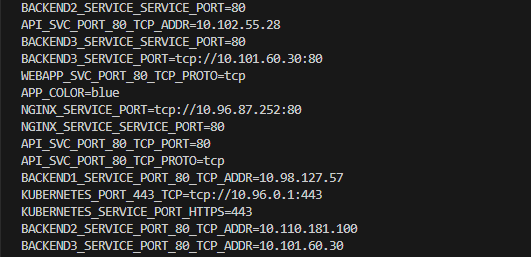 BACKEND2_SERVICE_SERVICE_PORT=80
API_SVC_PORT_80_TCP_ADDR=10.102.55.28
BACKEND3_SERVICE_SERVICE_PORT=80
BACKEND3_SERVICE_PORT=tcp://10.101.60.30:80
WEBAPP_SVC_PORT_80_TCP_PROTO=tcp
APP_COLOR=blue
NGINX_SERVICE_PORT=tcp://10.96.87.252:80
NGINX_SERVICE_SERVICE_PORT=80
API_SVC_PORT_80_TCP_PORT=80
API_SVC_PORT_80_TCP_PROTO=tcp
BACKEND1_SERVICE_PORT_80_TCP_ADDR=10.98.127.57
KUBERNETES_PORT_443_TCP=tcp://10.96.0.1:443
KUBERNETES_SERVICE_PORT_HTTPS=443
BACKEND2_SERVICE_PORT_80_TCP_ADDR=10.110.181.100
BACKEND3_SERVICE_PORT_80_TCP_ADDR=10.101.60.30